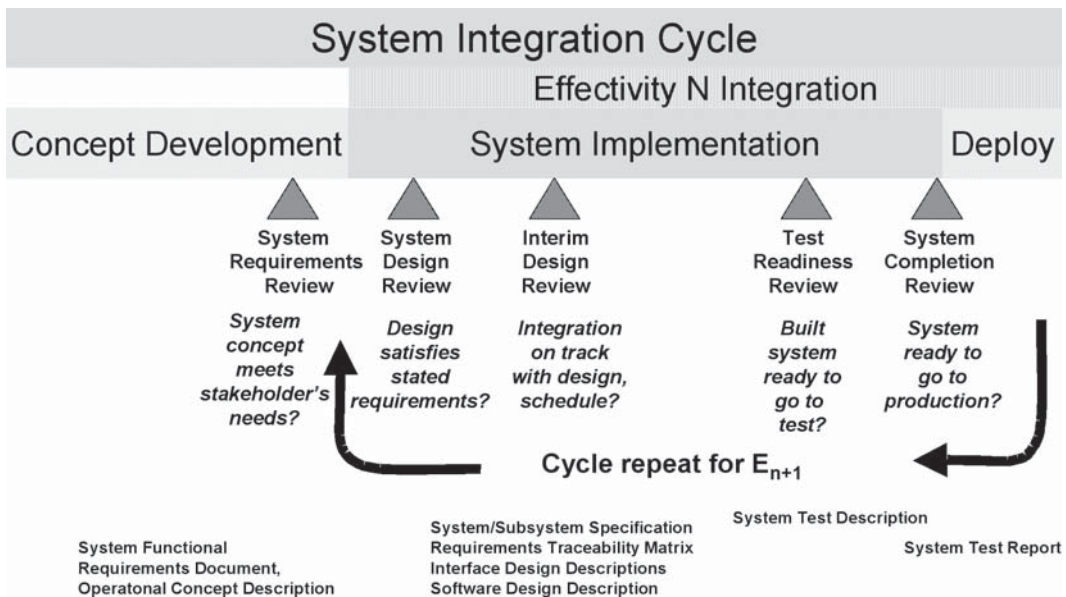 System Integration Cycle
Effectivity N Integration
Concept Development
System Implementation
Deploy
System
Requirements
Review
System
Design
Review
Interim
Design
Review
Test
Readiness
Review
System
Completion
Review
System
concept
meets
stakeholder's
needs?
Design
satisfies
stated
requirements?
Integration
on track
with design,
schedule?
Built
system
ready to
go to
test?
System
ready to
go to
production?
Cycle repeat for En+1
System Functional
Requirements Document,
Operatonal Concept Description
System/Subsystem Specification
Requirements Traceability Matrix
Interface Design Descriptions
Software Design Description
System Test Description
System Test Report